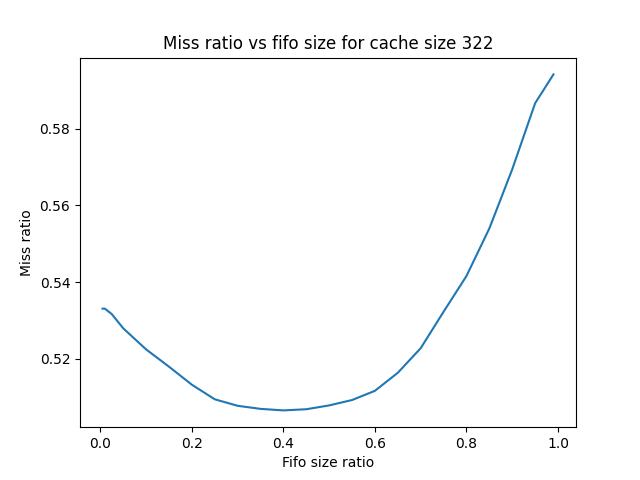 Miss ratio vs fifo size for cache size 322
0.58
0.56
0.54
0.52
Miss ratio
0.0 0.2 0.4 0.6 0.8 1.0
Fifo size ratio